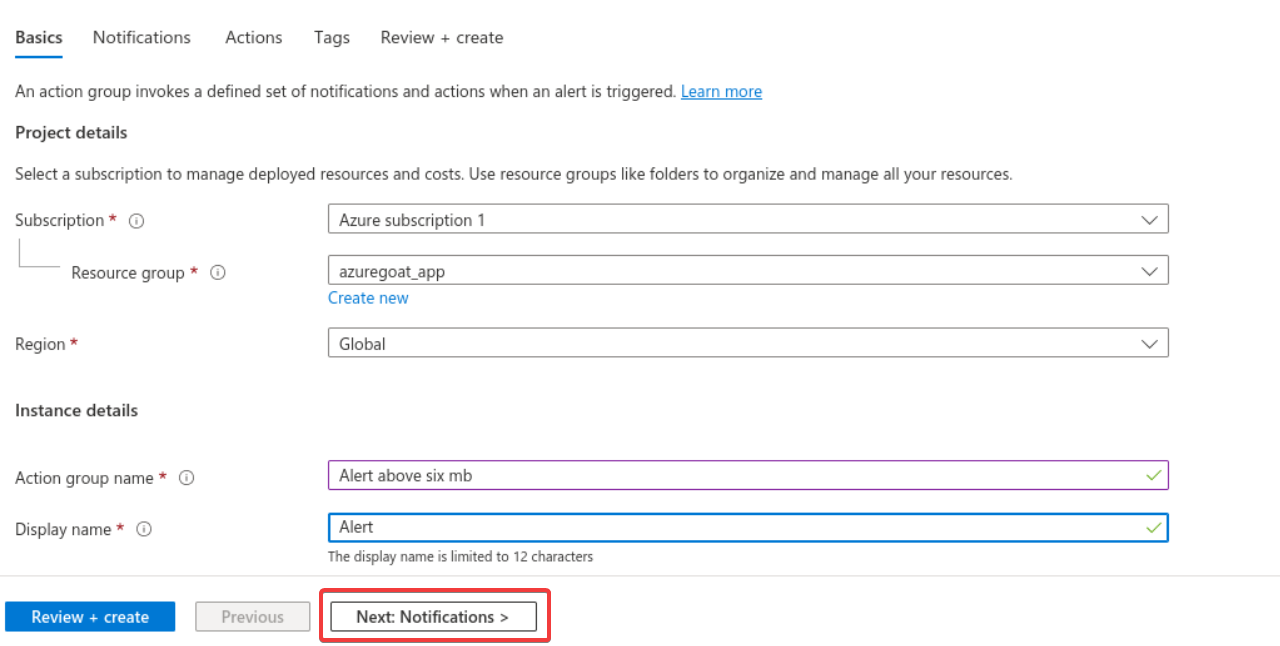 Basics Notifications Actions Tags Review + create
An action group invokes a defined set of notifications and actions when an alert is triggered. Learn more
Project details
Select a subscription to manage deployed resources and costs. Use resource groups like folders to organize and manage all your resources.
Subscription * Azure subscription 1
Resource group * azuregoat_app
Create new
Region * Global
Instance details
Action group name * Alert above six mb
Display name * Alert
The display name is limited to 12 characters
Review + create Previous Next: Notifications >